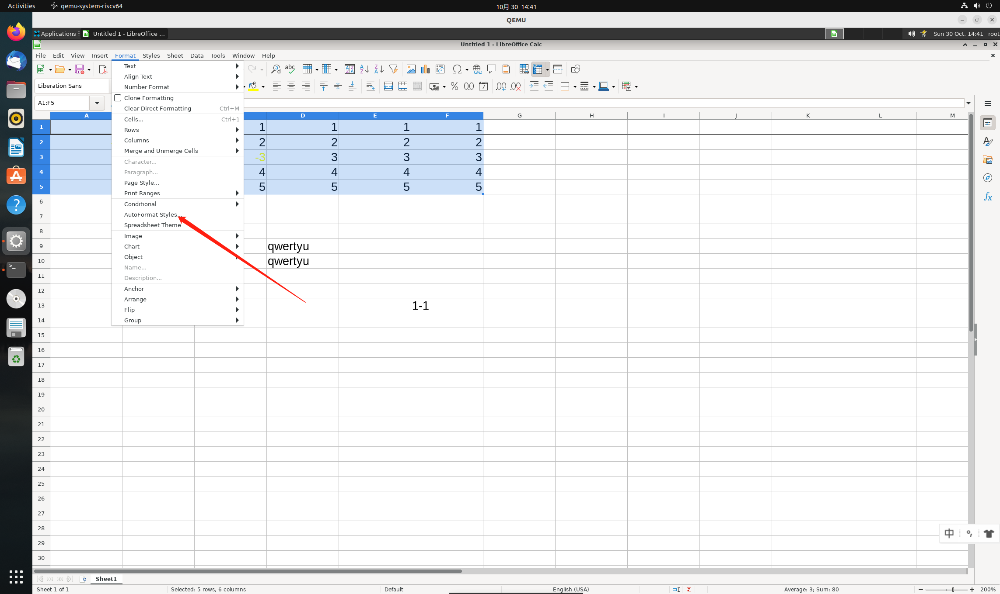 Activities qemu-system-riscv64 10月 30 14:41
QEMU
Applications Untitled 1 - LibreOffice ... Sun 30 Oct, 14:41 root
Untitled 1 - LibreOffice Calc
File Edit View Insert Format Styles Sheet Data Tools Window Help
Liberation Sans
A1:F5
Text
Align Text
Number Format
Clone Formatting
Clear Direct Formatting Ctrl+M
Cells... Ctrl+1
Rows
Columns
Merge and Unmerge Cells
Character...
Paragraph...
Page Style...
Print Ranges
Conditional
AutoFormat Styles...
Spreadsheet Theme
Image
Chart
Object
Name...
Description...
Anchor
Arrange
Flip
Group
A D E F G H I J K L M
1 1 1 1 1
2 2 2 2 2
3 -3 3 3 3
4 4 4 4 4
5 5 5 5 5
6
7
8
9 qwertyu
10 qwertyu
11
12
13 1-1
14
15
16
17
18
19
20
21
22
23
24
25
26
27
28
29
30
中
Sheet1
Sheet 1 of 1 Selected: 5 rows, 6 columns Default English (USA) Average: 3; Sum: 80 200%